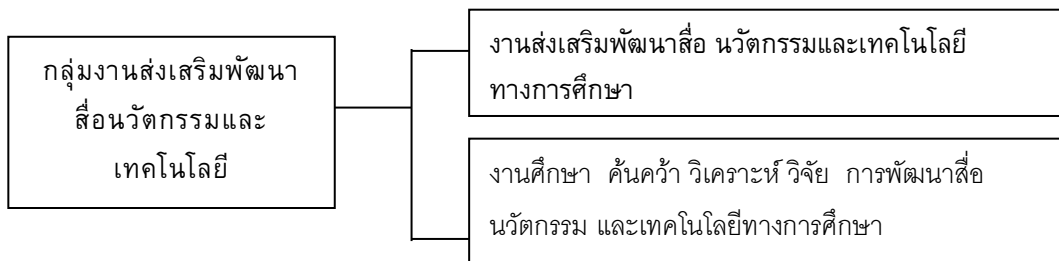 กลุ่มงานส่งเสริมพัฒนา
สื่อนวัตกรรมและ
เทคโนโลยี
งานส่งเสริมพัฒนาสื่อ นวัตกรรมและเทคโนโลยี
ทางการศึกษา
งานศึกษา ค้นคว้า วิเคราะห์ วิจัย การพัฒนาสื่อ
นวัตกรรม และเทคโนโลยีทางการศึกษา